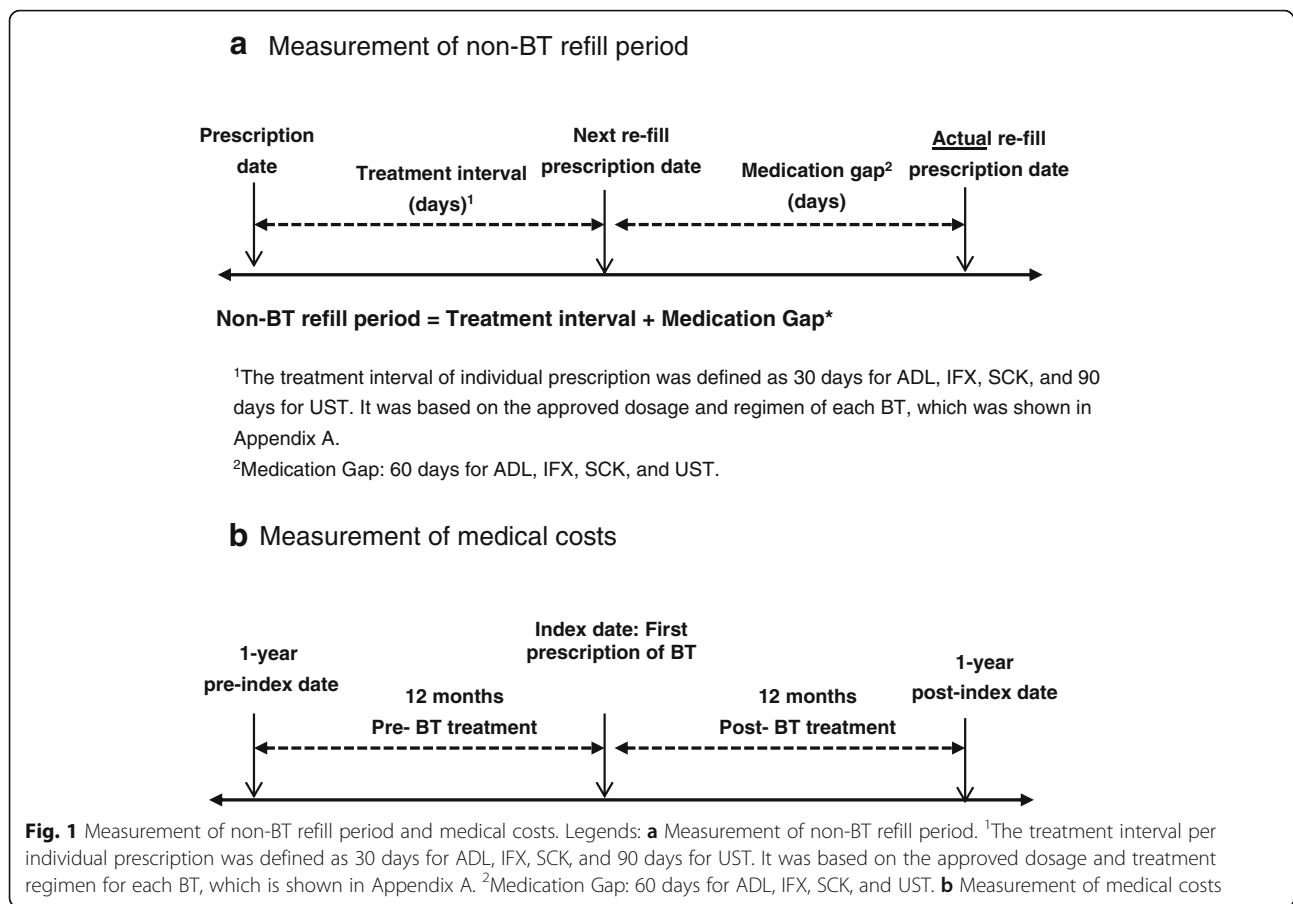 a Measurement of non-BT refill period
Prescription
date
Treatment interval
(days)¹
Next re-fill
prescription date
Medication gap²
(days)
Actual re-fill
prescription date
Non-BT refill period = Treatment interval + Medication Gap*
¹The treatment interval of individual prescription was defined as 30 days for ADL, IFX, SCK, and 90
days for UST. It was based on the approved dosage and regimen of each BT, which was shown in
Appendix A.
²Medication Gap: 60 days for ADL, IFX, SCK, and UST.
b Measurement of medical costs
1-year
pre-index date
12 months
Pre- BT treatment
Index date: First
prescription of BT
12 months
Post- BT treatment
1-year
post-index date
Fig. 1 Measurement of non-BT refill period and medical costs. Legends: a Measurement of non-BT refill period. ¹The treatment interval per
individual prescription was defined as 30 days for ADL, IFX, SCK, and 90 days for UST. It was based on the approved dosage and treatment
regimen for each BT, which is shown in Appendix A. ²Medication Gap: 60 days for ADL, IFX, SCK, and UST. b Measurement of medical costs